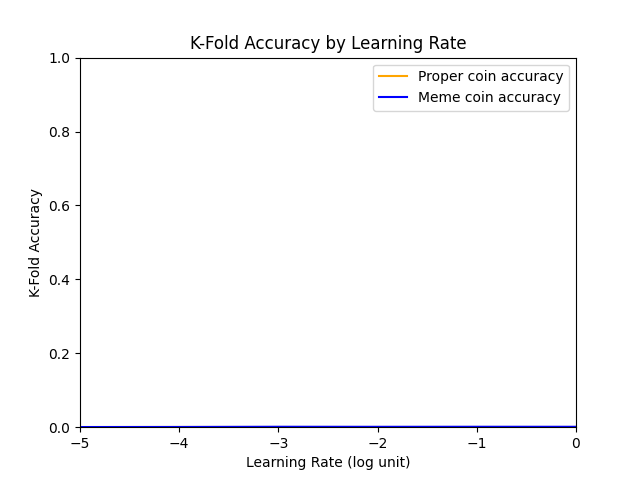 K-Fold Accuracy by Learning Rate
Proper coin accuracy
Meme coin accuracy
K-Fold Accuracy
1.0
0.8
0.6
0.4
0.2
0.0
−5 −4 −3 −2 −1 0
Learning Rate (log unit)